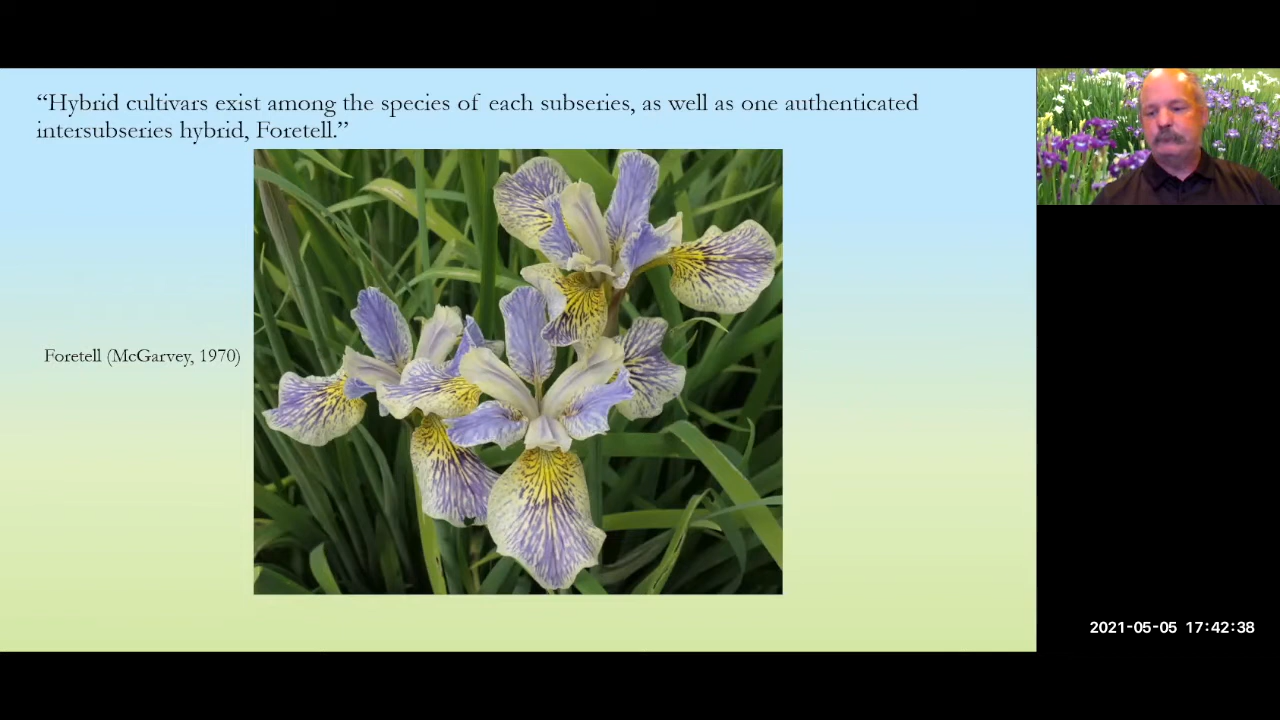 “Hybrid cultivars exist among the species of each subseries, as well as one authenticated
intersubseries hybrid, Foretell.”
Foretell (McGarvey, 1970)
2021-05-05 17:42:38